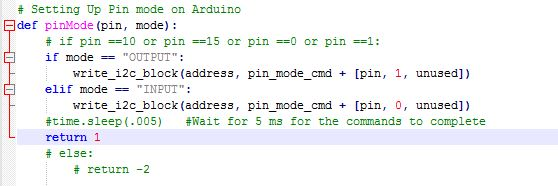 # Setting Up Pin mode on Arduino
def pinMode(pin, mode):
# if pin ==10 or pin ==15 or pin ==0 or pin ==1:
if mode == "OUTPUT":
write_i2c_block(address, pin_mode_cmd + [pin, 1, unused])
elif mode == "INPUT":
write_i2c_block(address, pin_mode_cmd + [pin, 0, unused])
#time.sleep(.005)   #Wait for 5 ms for the commands to complete
return 1
# else:
# return -2